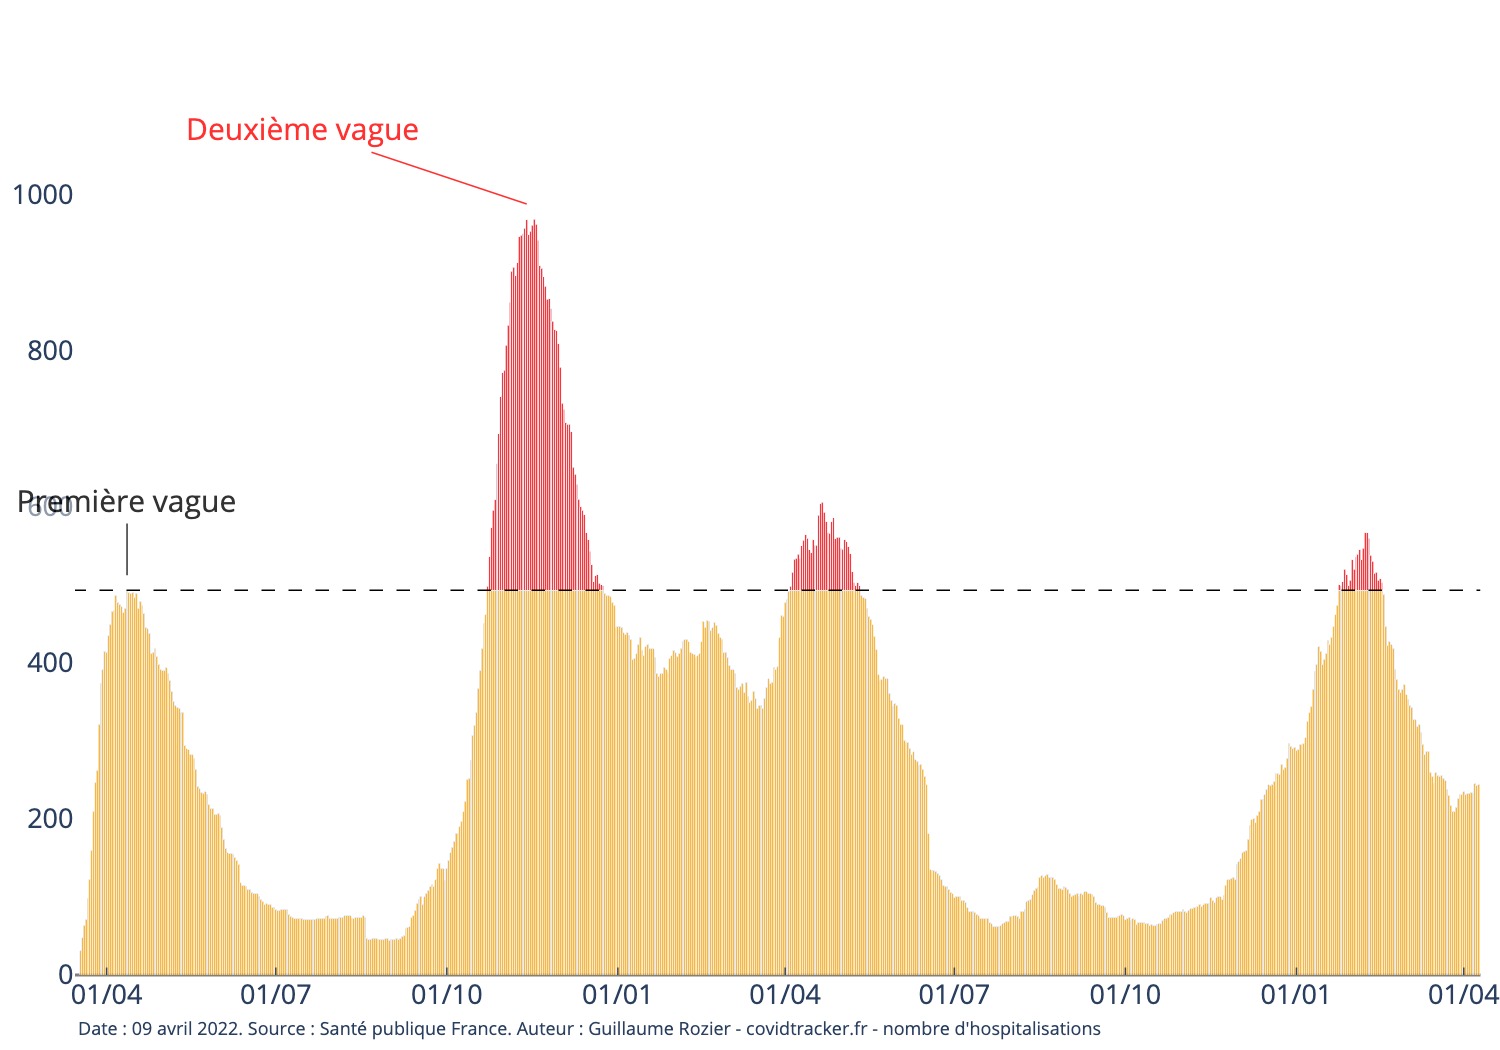 Deuxième vague
1000
800
Première vague
600
400
200
0
01/04 01/07 01/10 01/01 01/04 01/07 01/10 01/01 01/04
Date : 09 avril 2022. Source : Santé publique France. Auteur : Guillaume Rozier - covidtracker.fr - nombre d'hospitalisations